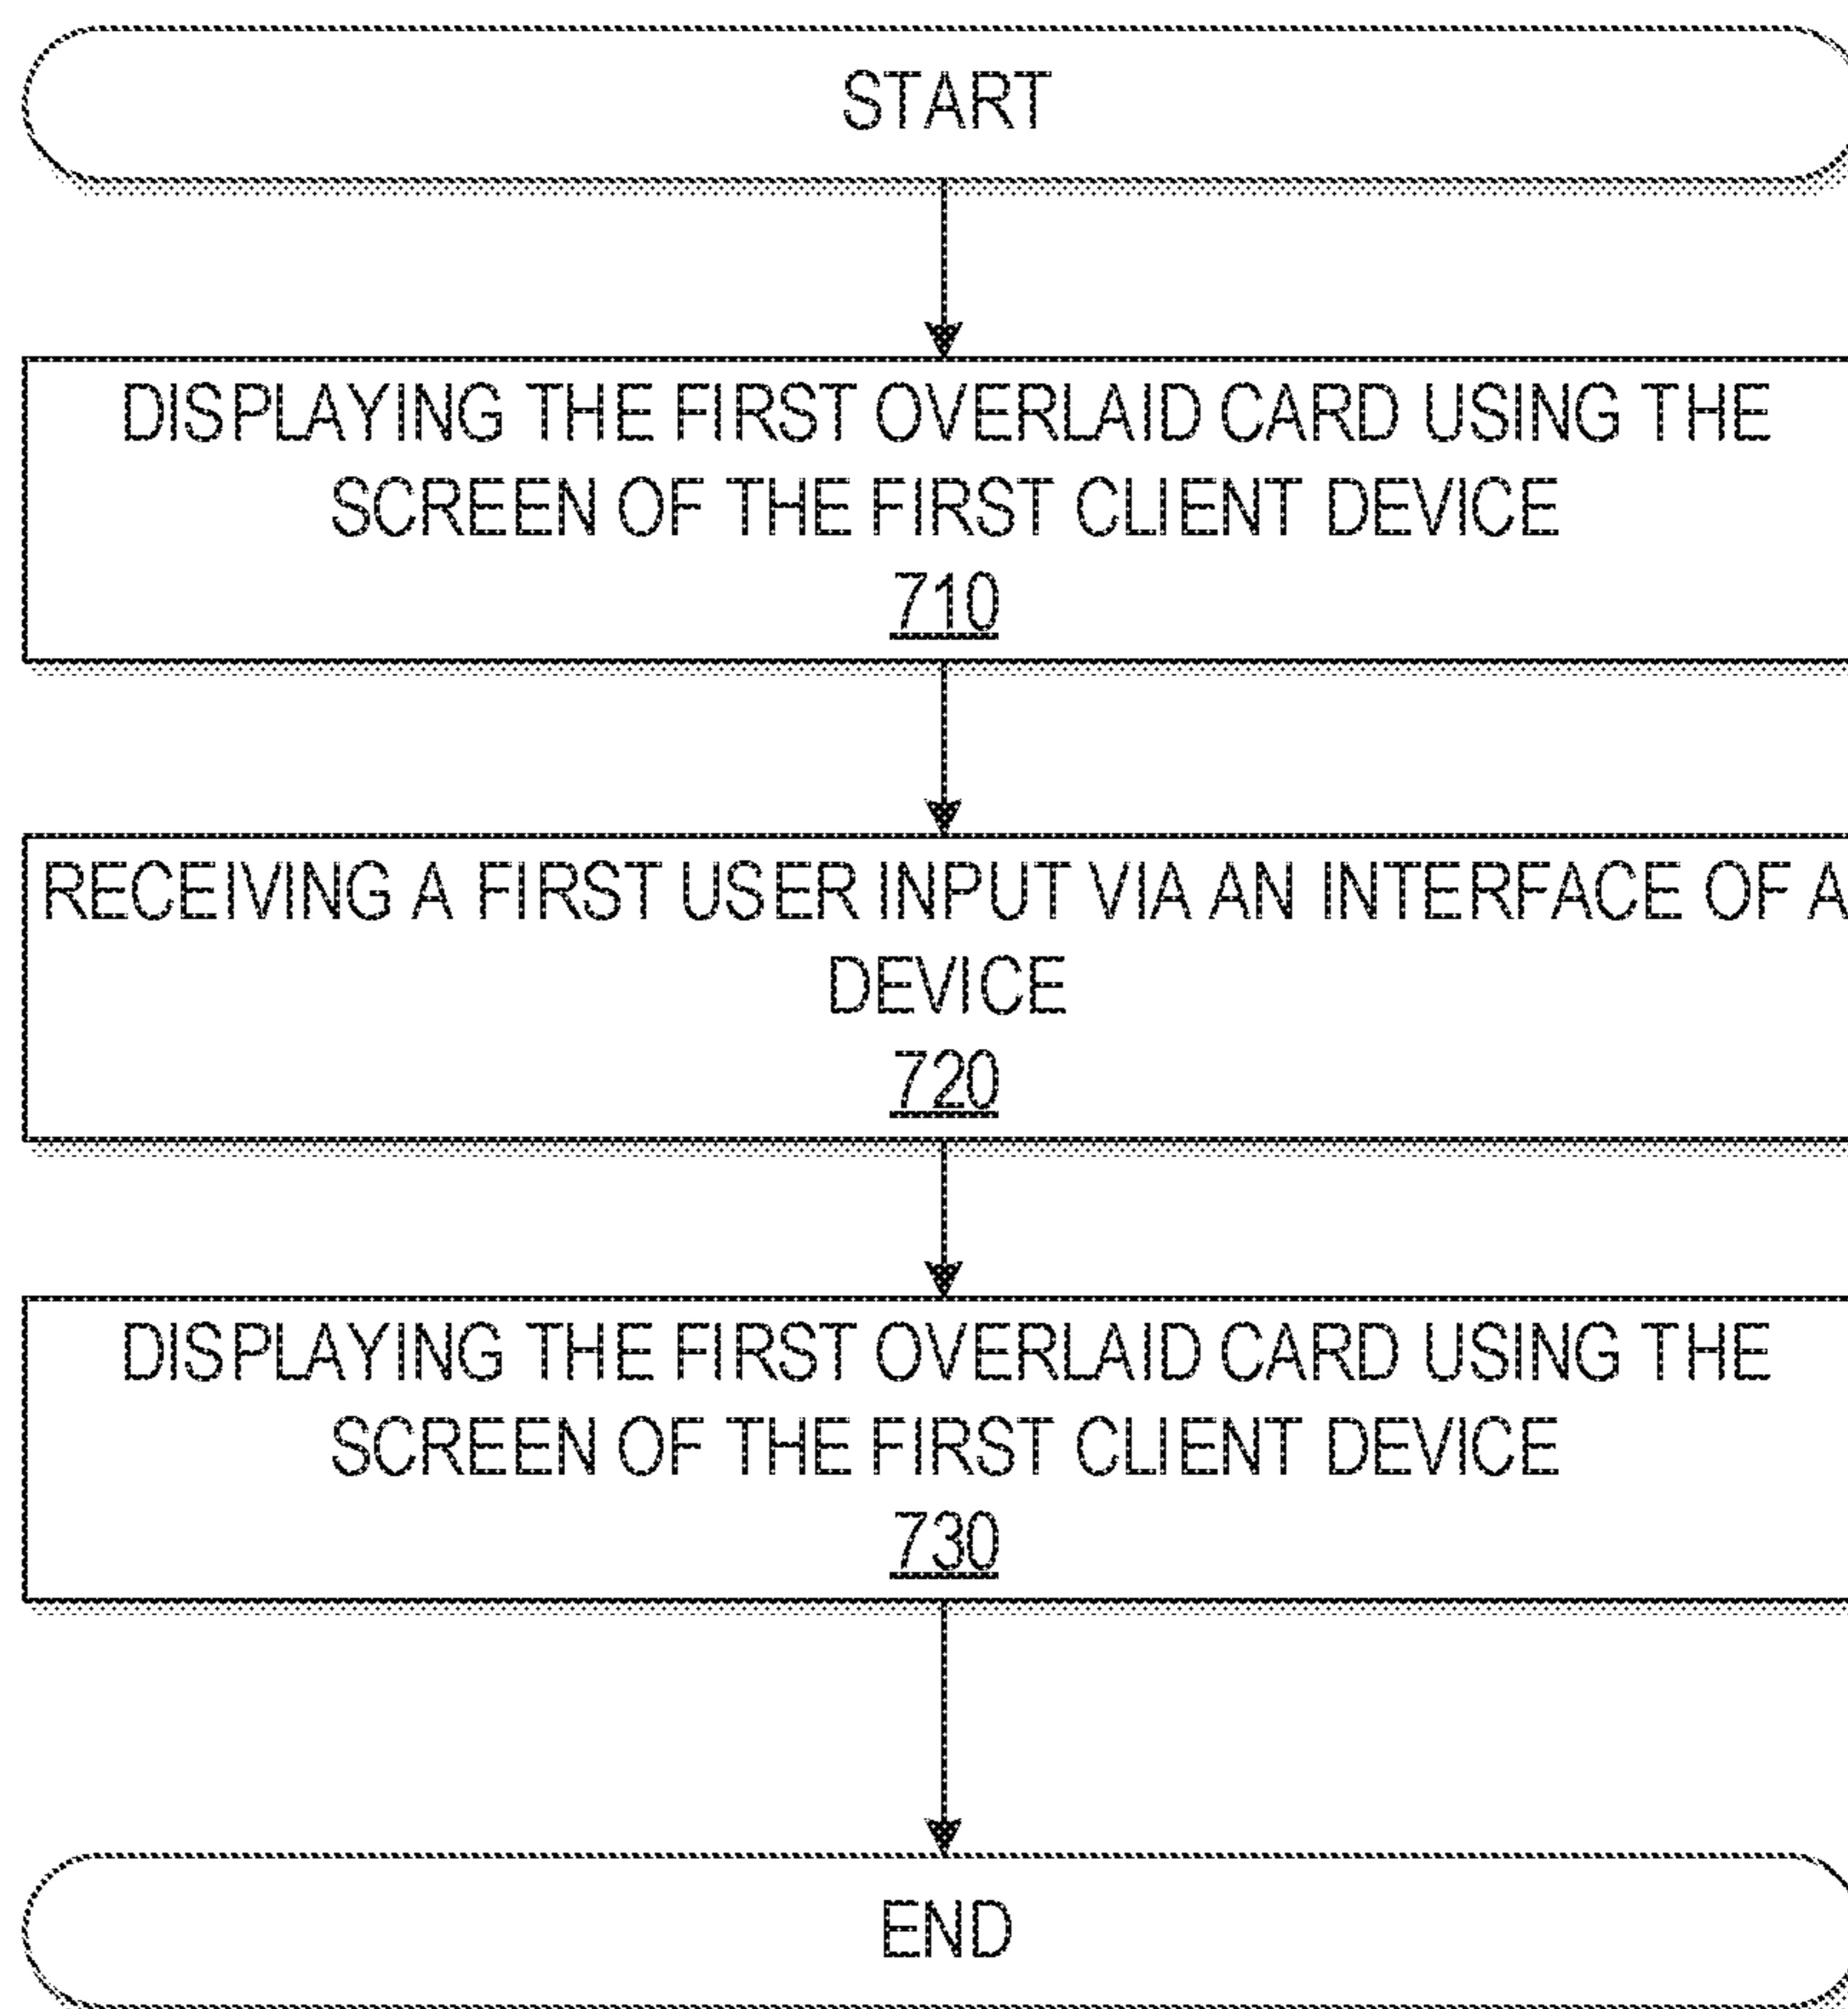 START
DISPLAYING THE FIRST OVERLAID CARD USING THE
SCREEN OF THE FIRST CLIENT DEVICE
710
RECEIVING A FIRST USER INPUT VIA AN INTERFACE OF A
DEVICE
720
DISPLAYING THE FIRST OVERLAID CARD USING THE
SCREEN OF THE FIRST CLIENT DEVICE
730
END